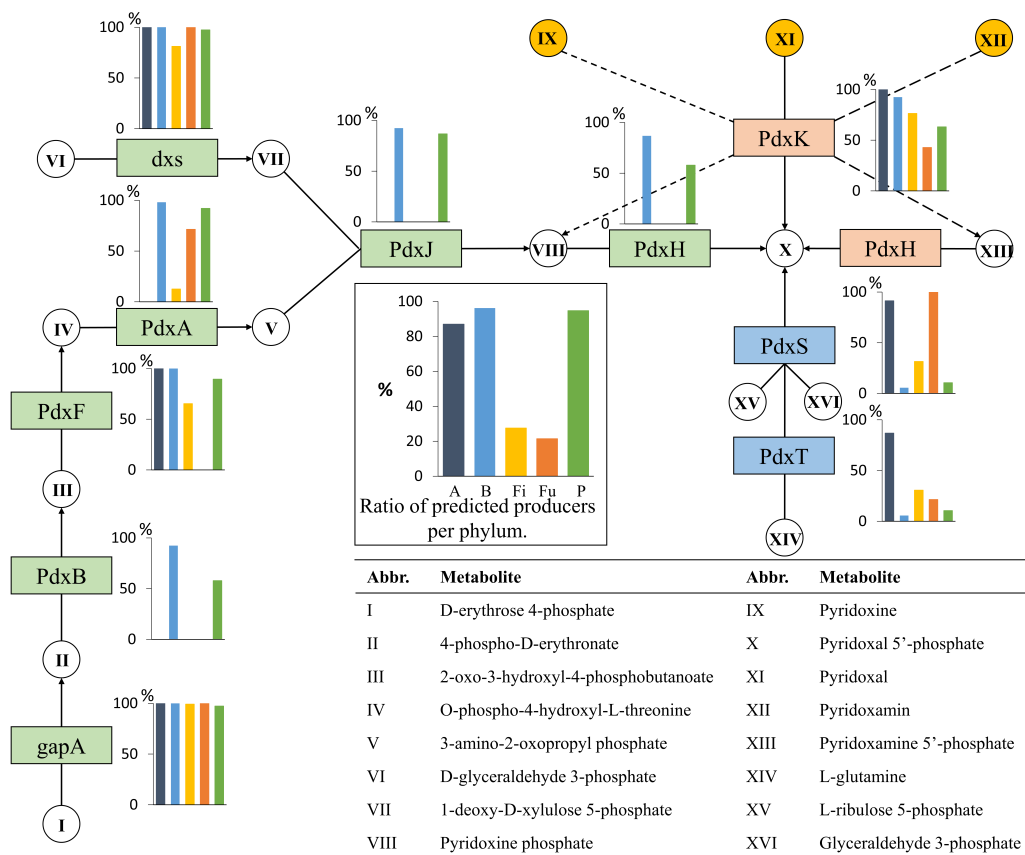 %
100
50
0
VI
dxs
VII
%
100
50
0
PdxJ
%
100
50
0
VIII
PdxH
IX
XI
XII
PdxK
%
100
50
0
X
PdxH
XIII
%
100
50
0
IV
PdxA
V
PdxF
%
100
50
0
III
PdxB
%
100
50
0
II
gapA
%
100
50
0
I
%
100
80
60
40
20
0
A B Fi Fu P
Ratio of predicted producers
per phylum.
PdxS
%
100
50
0
XV
XVI
PdxT
%
100
50
0
XIV
Abbr. Metabolite Abbr. Metabolite
I D-erythrose 4-phosphate IX Pyridoxine
II 4-phospho-D-erythronate X Pyridoxal 5’-phosphate
III 2-oxo-3-hydroxyl-4-phosphobutanoate XI Pyridoxal
IV O-phospho-4-hydroxyl-L-threonine XII Pyridoxamin
V 3-amino-2-oxopropyl phosphate XIII Pyridoxamine 5’-phosphate
VI D-glyceraldehyde 3-phosphate XIV L-glutamine
VII 1-deoxy-D-xylulose 5-phosphate XV L-ribulose 5-phosphate
VIII Pyridoxine phosphate XVI Glyceraldehyde 3-phosphate